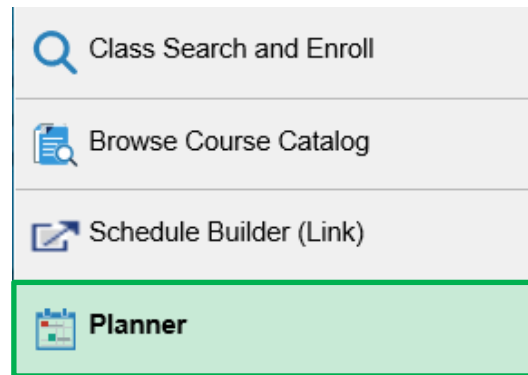 Class Search and Enroll
Browse Course Catalog
Schedule Builder (Link)
Planner